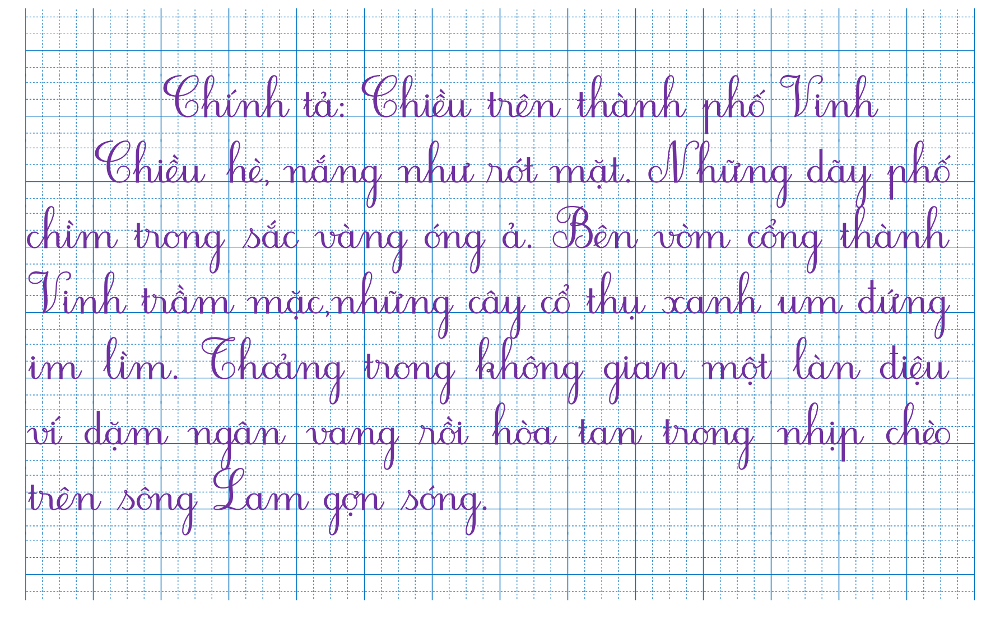 Chính tả: Chiều trên thành phố Vinh
Chiều hè, nắng như rót mặt. Những dãy phố
chìm trong sắc vàng óng ả. Bên vòm cổng thành
Vinh trầm mặc,những cây cổ thụ xanh um đứng
im lìm. Thoảng trong không gian một làn điệu
ví dặm ngân vang rồi hòa tan trong nhịp chèo
trên sông Lam gợn sóng.